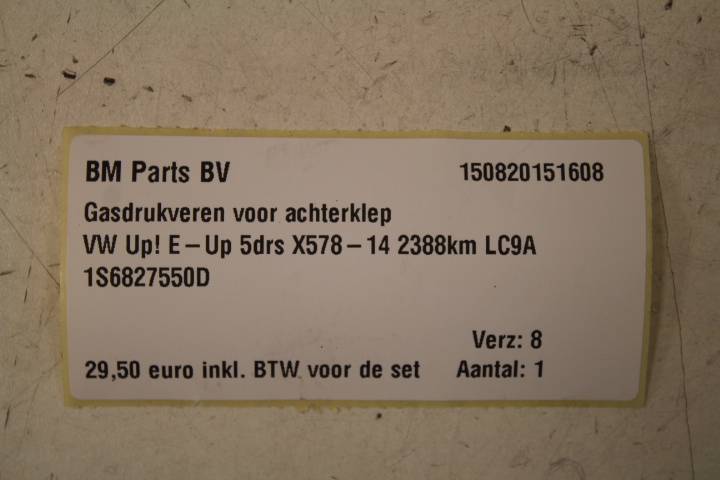 BM Parts BV 150820151608
Gasdrukveren voor achterklep
VW Up! E-Up 5drs X578-14 2388km LC9A
1S6827550D
Verz: 8
29,50 euro inkl. BTW voor de set Aantal: 1